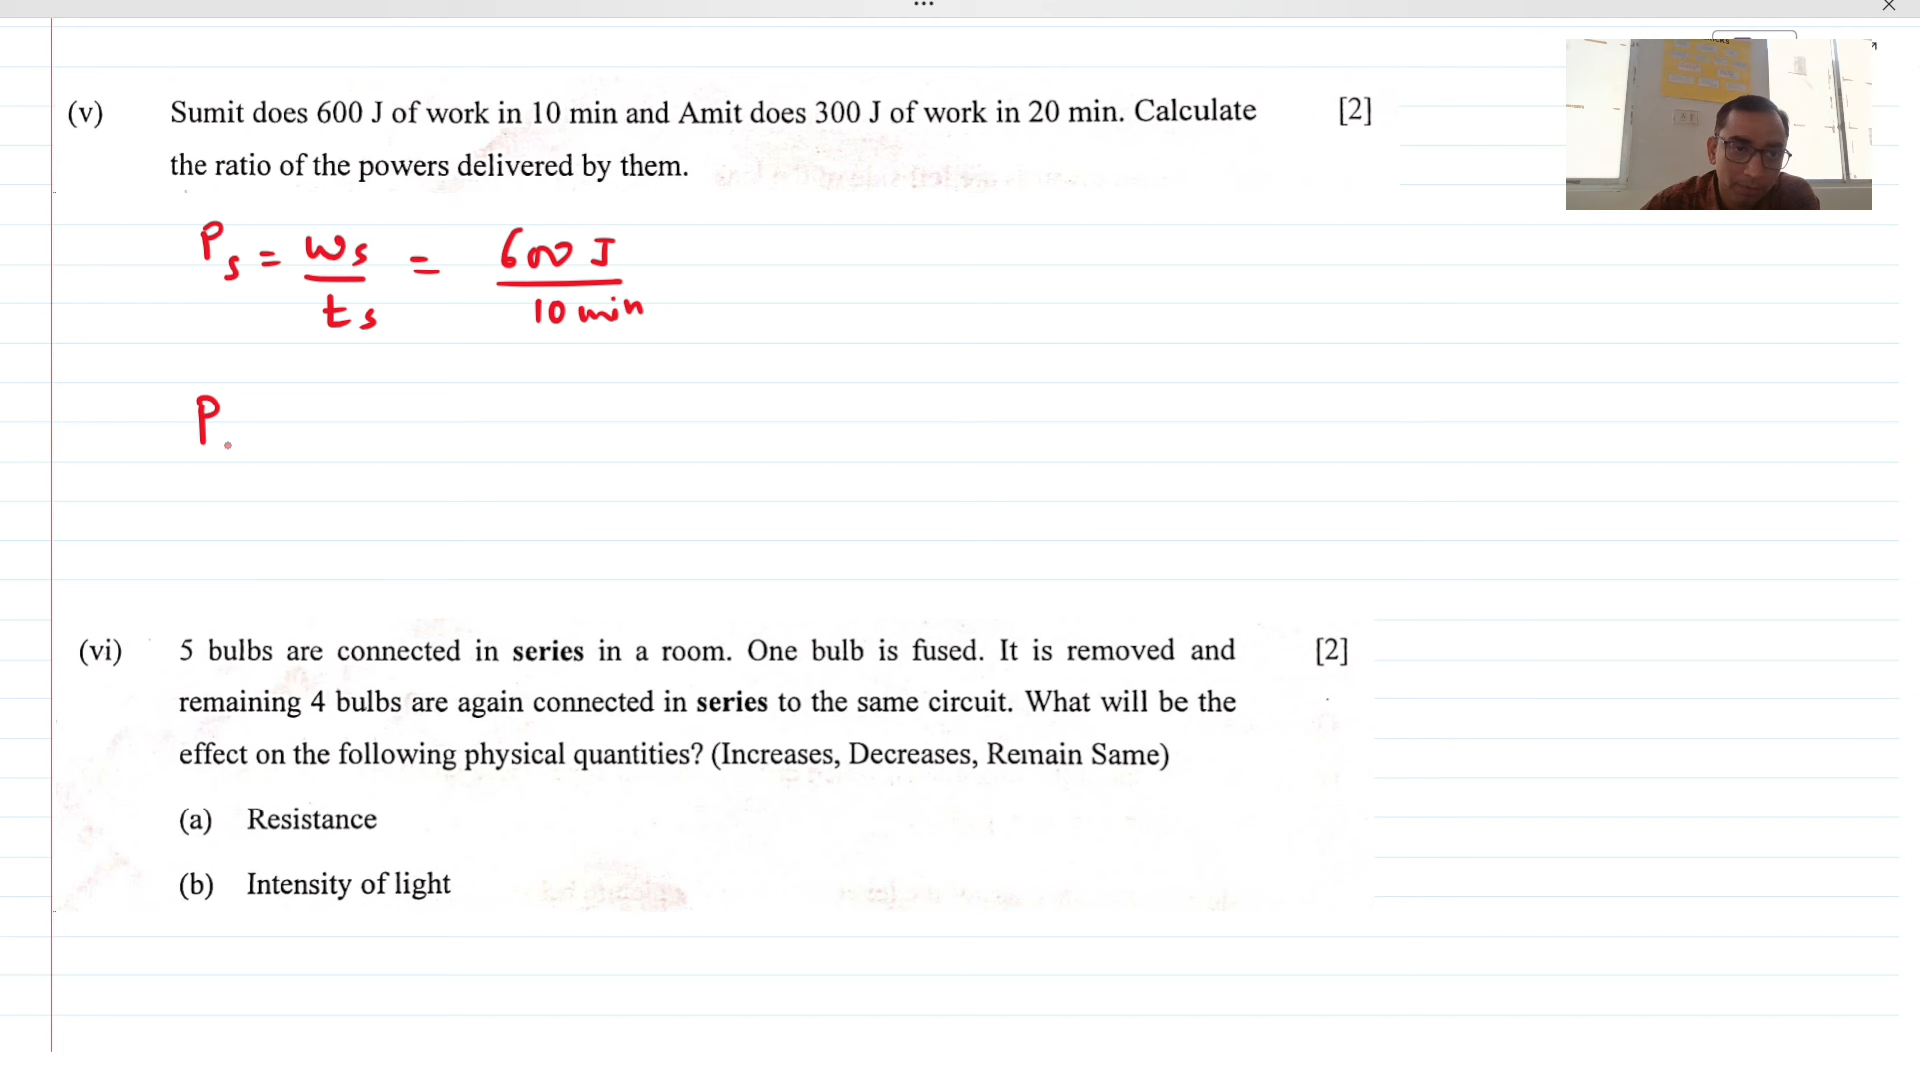 (v) Sumit does 600 J of work in 10 min and Amit does 300 J of work in 20 min. Calculate [2]
the ratio of the powers delivered by them.
Ps = Ws/ts = 600 J/10 min
P
(vi) 5 bulbs are connected in series in a room. One bulb is fused. It is removed and [2]
remaining 4 bulbs are again connected in series to the same circuit. What will be the
effect on the following physical quantities? (Increases, Decreases, Remain Same)
(a) Resistance
(b) Intensity of light